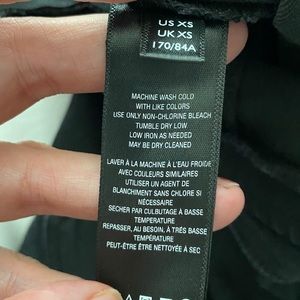 US XS
UK XS
170/84A
MACHINE WASH COLD
WITH LIKE COLORS
USE ONLY NON-CHLORINE BLEACH
TUMBLE DRY LOW
LOW IRON AS NEEDED
MAY BE DRY CLEANED
LAVER À LA MACHINE À L'EAU FROIDE
AVEC COULEURS SIMILAIRES
UTILISER UN AGENT DE
BLANCHIMENT SANS CHLORE SI
NÉCESSAIRE
SECHER PAR CULBUTAGE À BASSE
TEMPÉRATURE
REPASSER, AU BESOIN, À TRÈS BASSE
TEMPÉRATURE
PEUT-ÊTRE ÊTRE NETTOYÉ À SEC